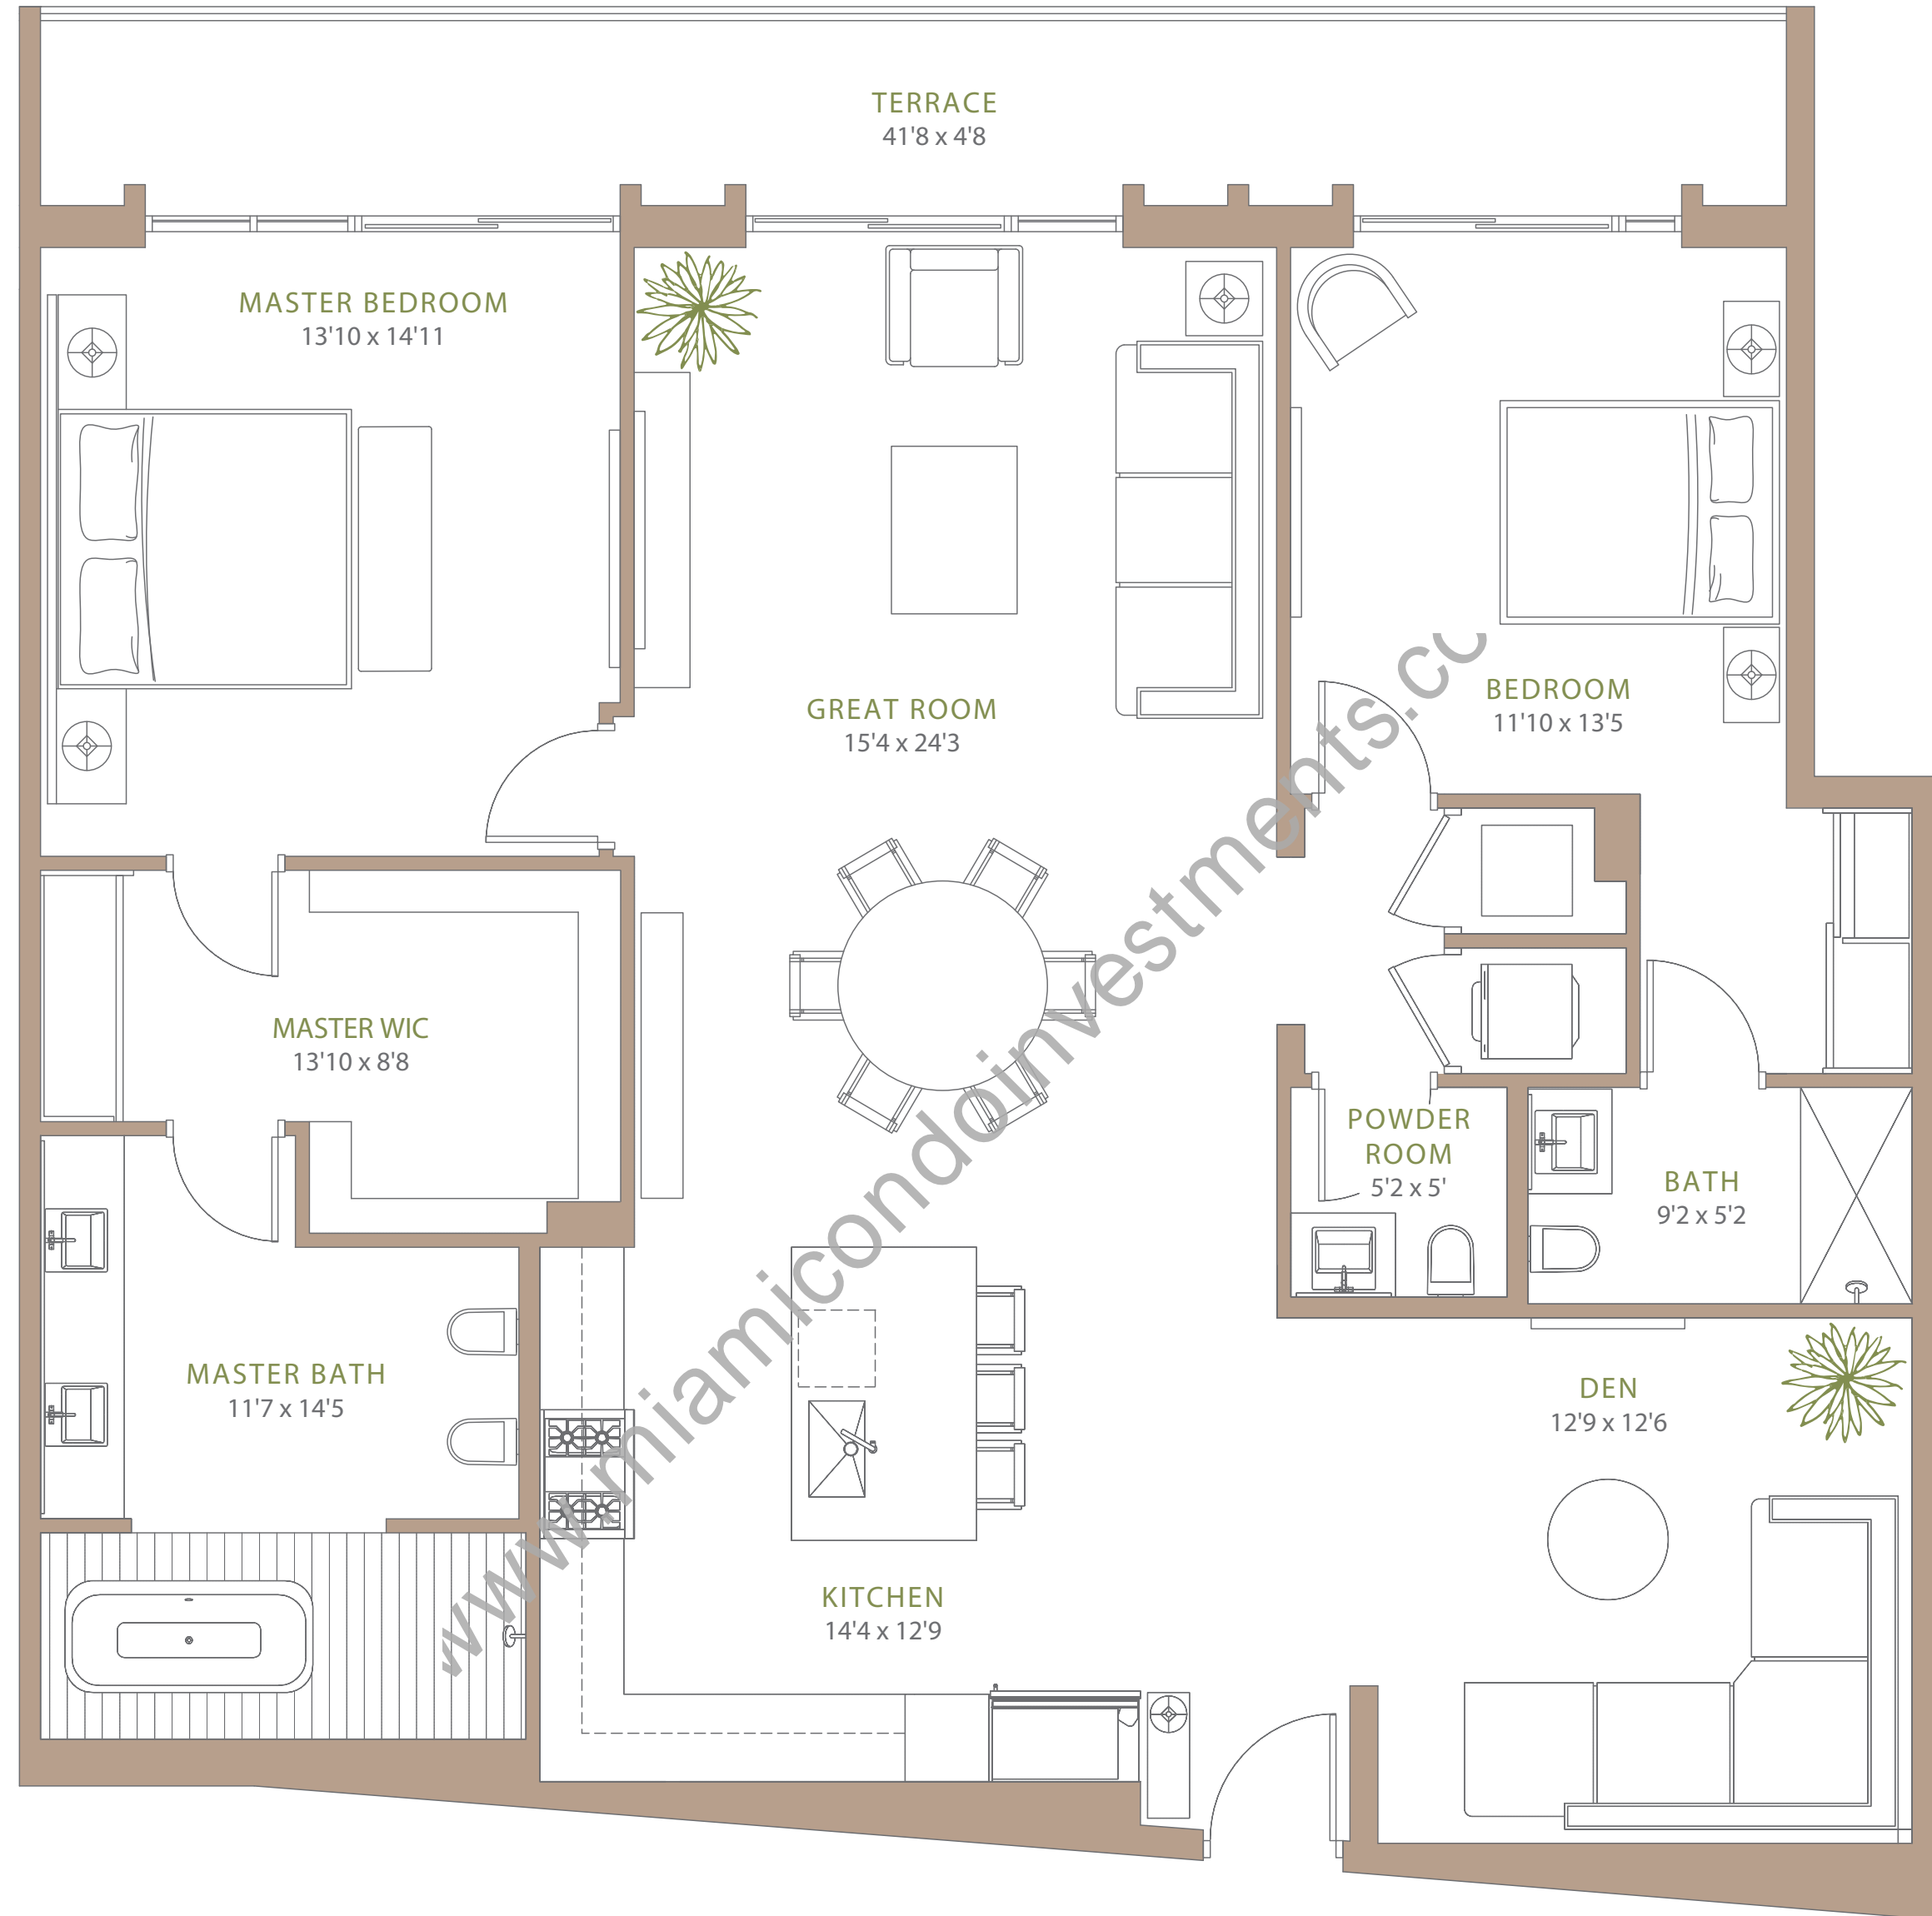 TERRACE
41'8 x 4'8
MASTER BEDROOM
13'10 x 14'11
GREAT ROOM
15'4 x 24'3
BEDROOM
11'10 x 13'5
MASTER WIC
13'10 x 8'8
POWDER
ROOM
5'2 x 5'
BATH
9'2 x 5'2
MASTER BATH
11'7 x 14'5
DEN
12'9 x 12'6
KITCHEN
14'4 x 12'9
www.miamicondoinvestments.co